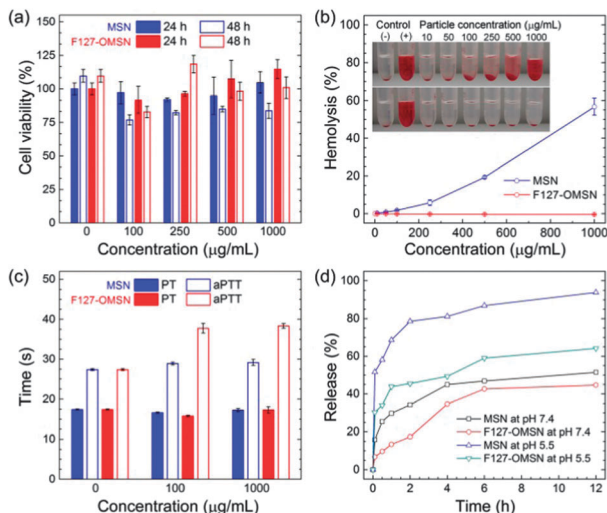 (a)
MSN 24 h 48 h
F127-OMSN 24 h 48 h
Cell viability (%)
150
125
100
75
50
25
0
0 100 250 500 1000
Concentration (μg/mL)
(b)
Control Particle concentration (μg/mL)
(-) (+) 10 50 100 250 500 1000
Hemolysis (%)
100
80
60
40
20
0
MSN
F127-OMSN
0 200 400 600 800 1000
Concentration (μg/mL)
(c)
MSN PT aPTT
F127-OMSN PT aPTT
Time (s)
50
40
30
20
10
0
0 100 1000
Concentration (μg/mL)
(d)
Release (%)
100
80
60
40
20
0
MSN at pH 7.4
F127-OMSN at pH 7.4
MSN at pH 5.5
F127-OMSN at pH 5.5
0 2 4 6 8 10 12
Time (h)